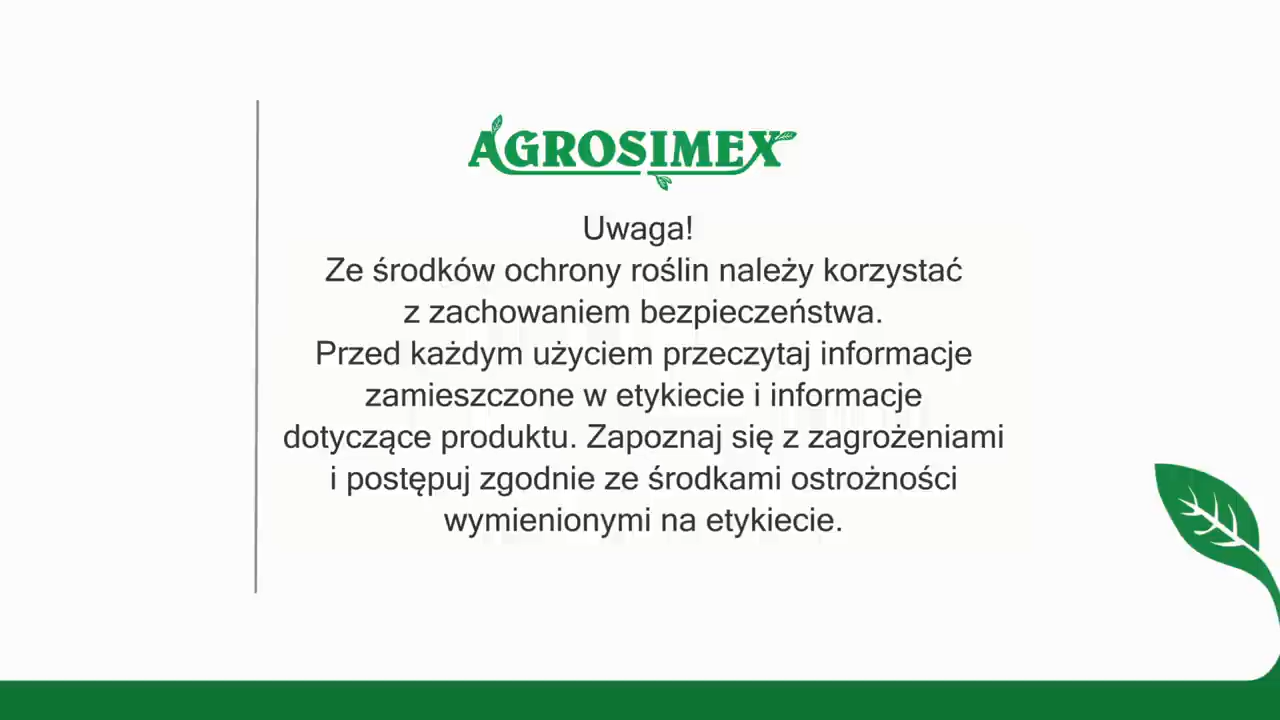 AGROSIMEX
Uwaga!
Ze środków ochrony roślin należy korzystać
z zachowaniem bezpieczeństwa.
Przed każdym użyciem przeczytaj informacje
zamieszczone w etykiecie i informacje
dotyczące produktu. Zapoznaj się z zagrożeniami
i postępuj zgodnie ze środkami ostrożności
wymienionymi na etykiecie.